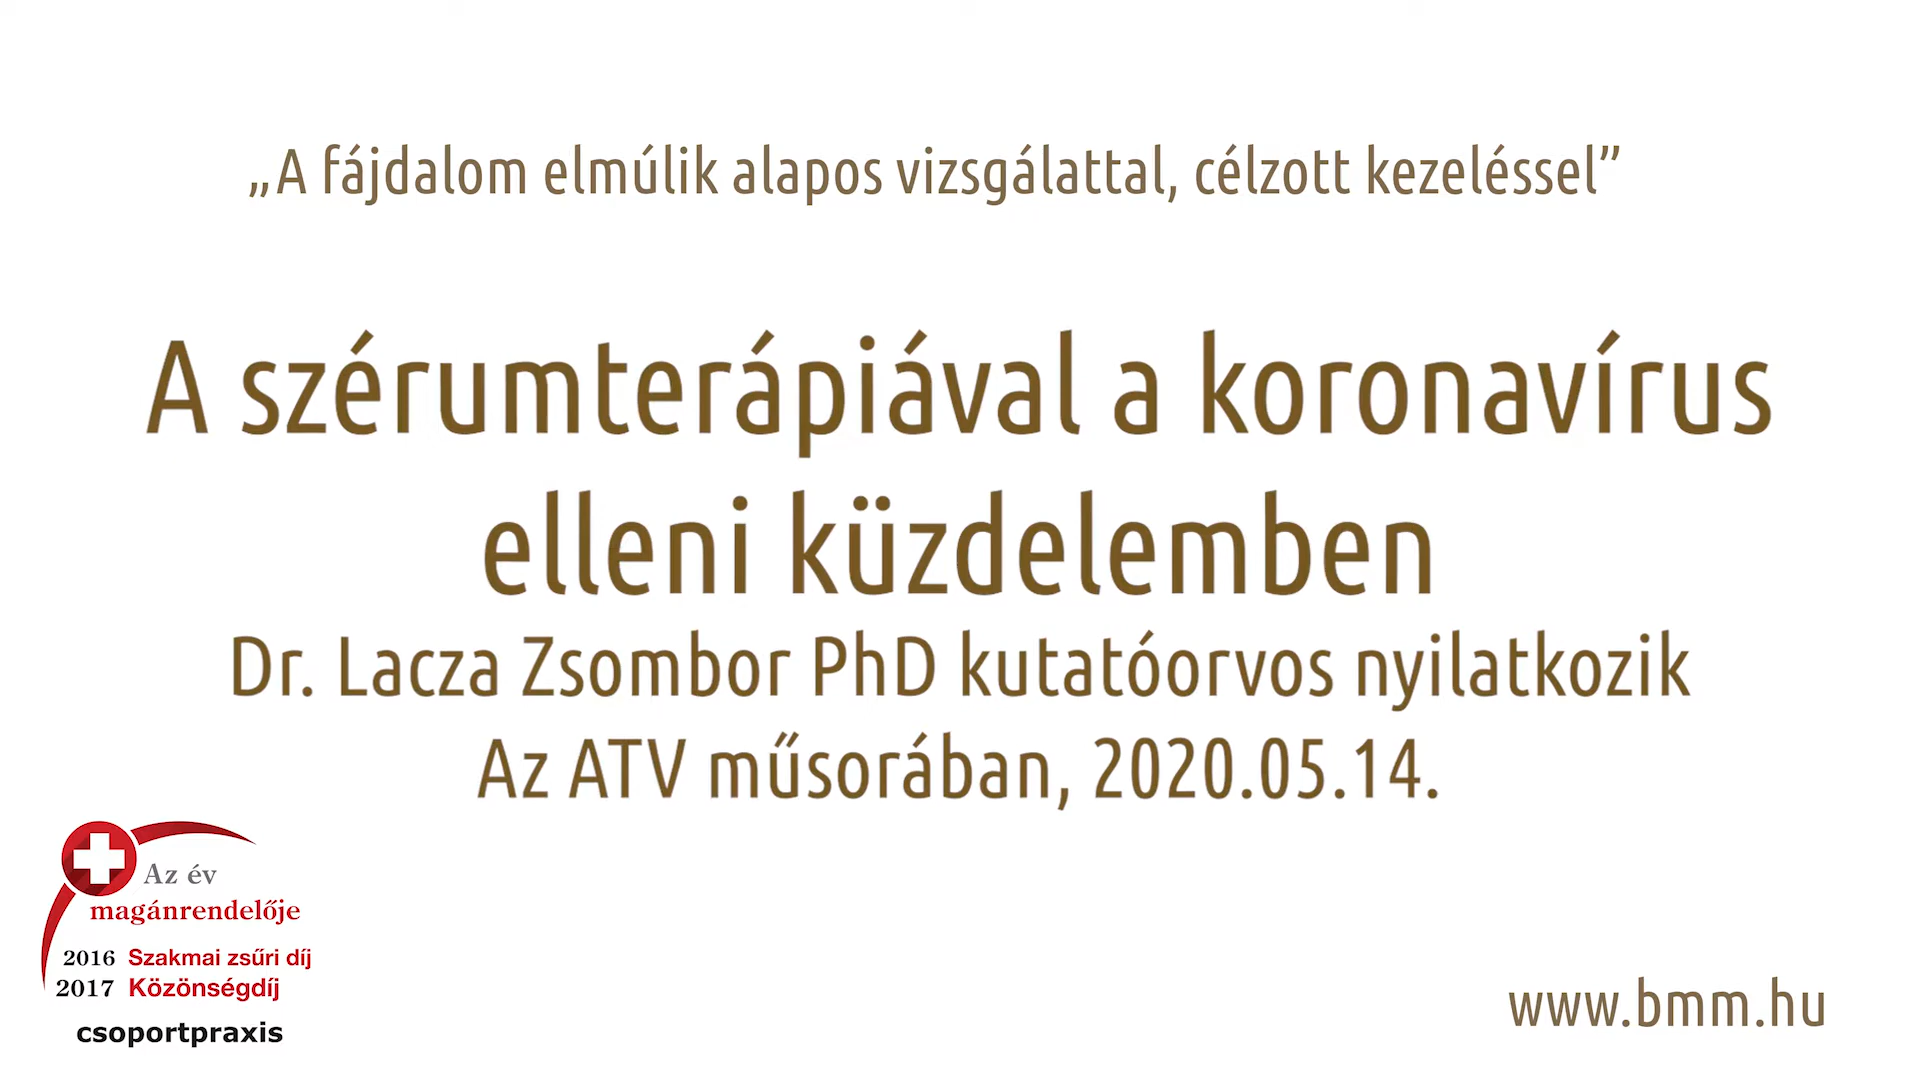 „A fájdalom elmúlik alapos vizsgálattal, célzott kezeléssel”
A szérumterápiával a koronavírus
elleni küzdelemben
Dr. Lacza Zsombor PhD kutatóorvos nyilatkozik
Az ATV műsorában, 2020.05.14.
Az év
magánrendelője
2016 Szakmai zsűri díj
2017 Közönségdíj
csoportpraxis
www.bmm.hu